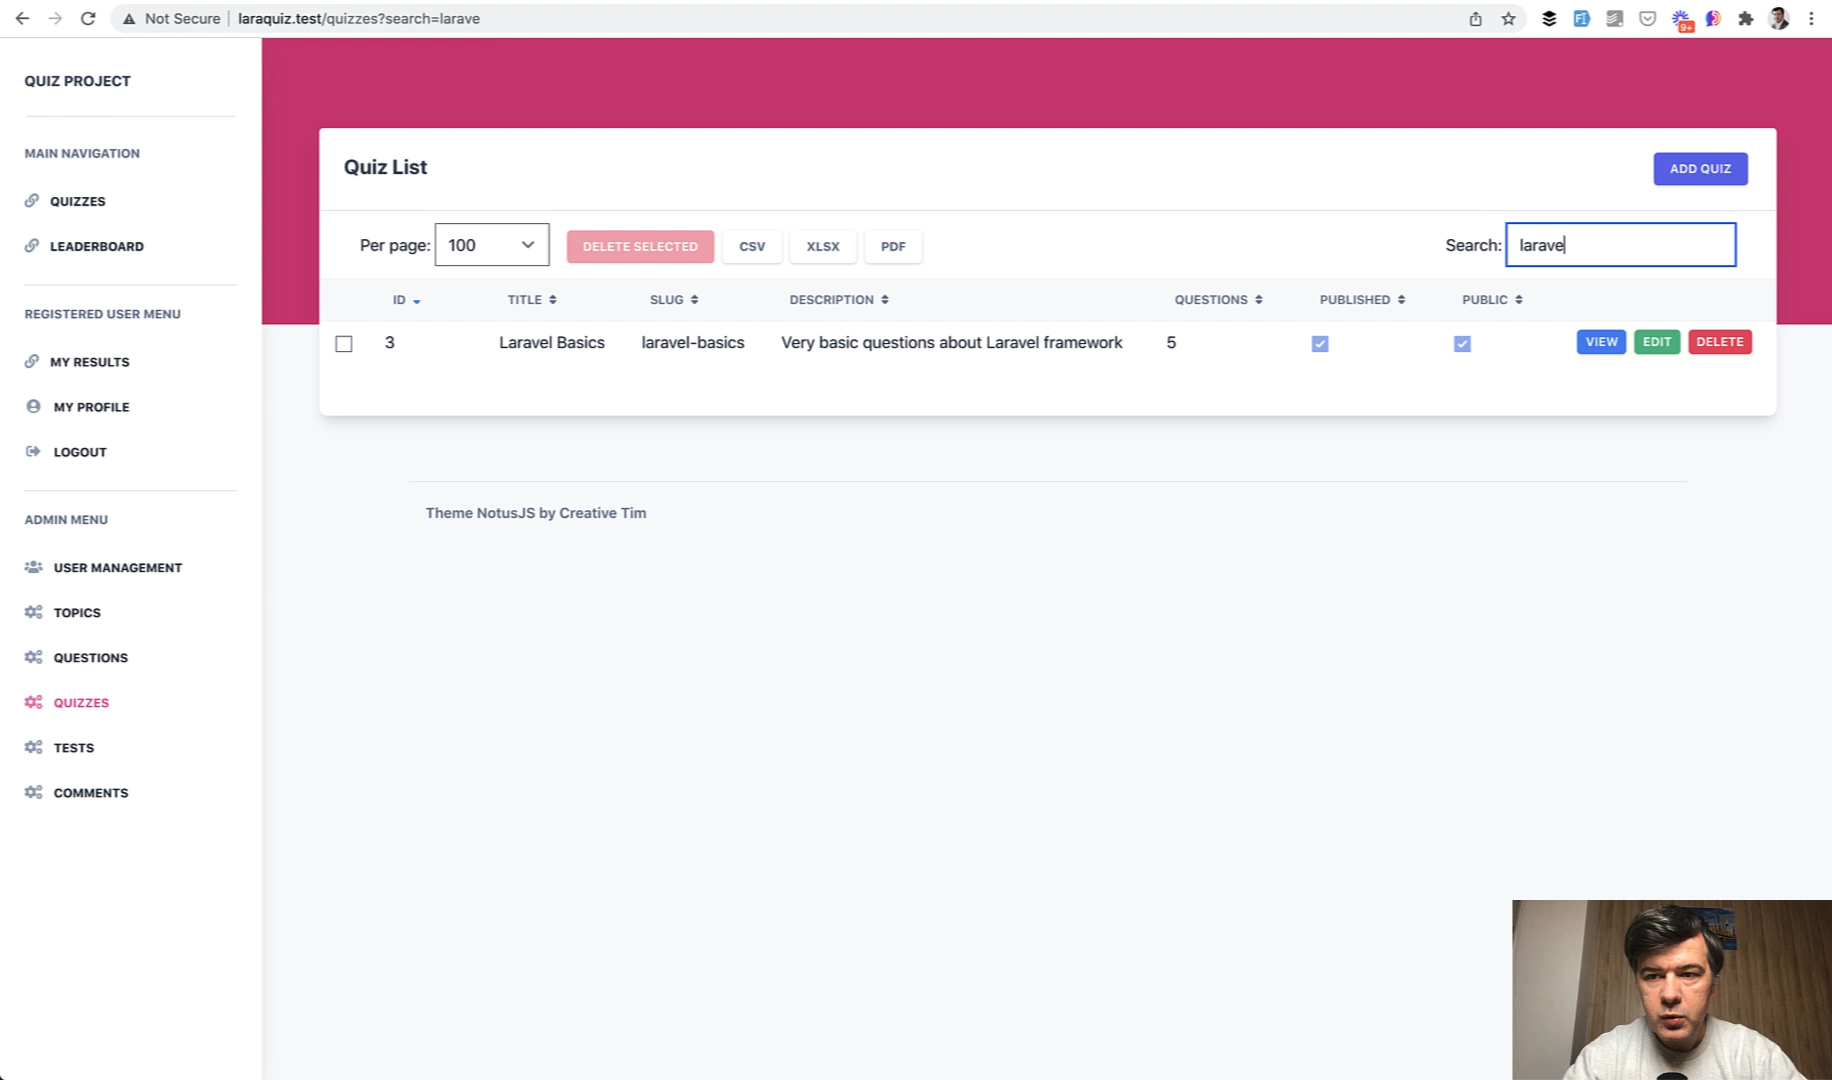 Not Secure laraquiz.test/quizzes?search=larave
9+
QUIZ PROJECT
MAIN NAVIGATION
QUIZZES
LEADERBOARD
REGISTERED USER MENU
MY RESULTS
MY PROFILE
LOGOUT
ADMIN MENU
USER MANAGEMENT
TOPICS
QUESTIONS
QUIZZES
TESTS
COMMENTS
Quiz List
ADD QUIZ
Per page: 100 DELETE SELECTED CSV XLSX PDF Search: larave
ID TITLE SLUG DESCRIPTION QUESTIONS PUBLISHED PUBLIC
3 Laravel Basics laravel-basics Very basic questions about Laravel framework 5 VIEW EDIT DELETE
Theme NotusJS by Creative Tim